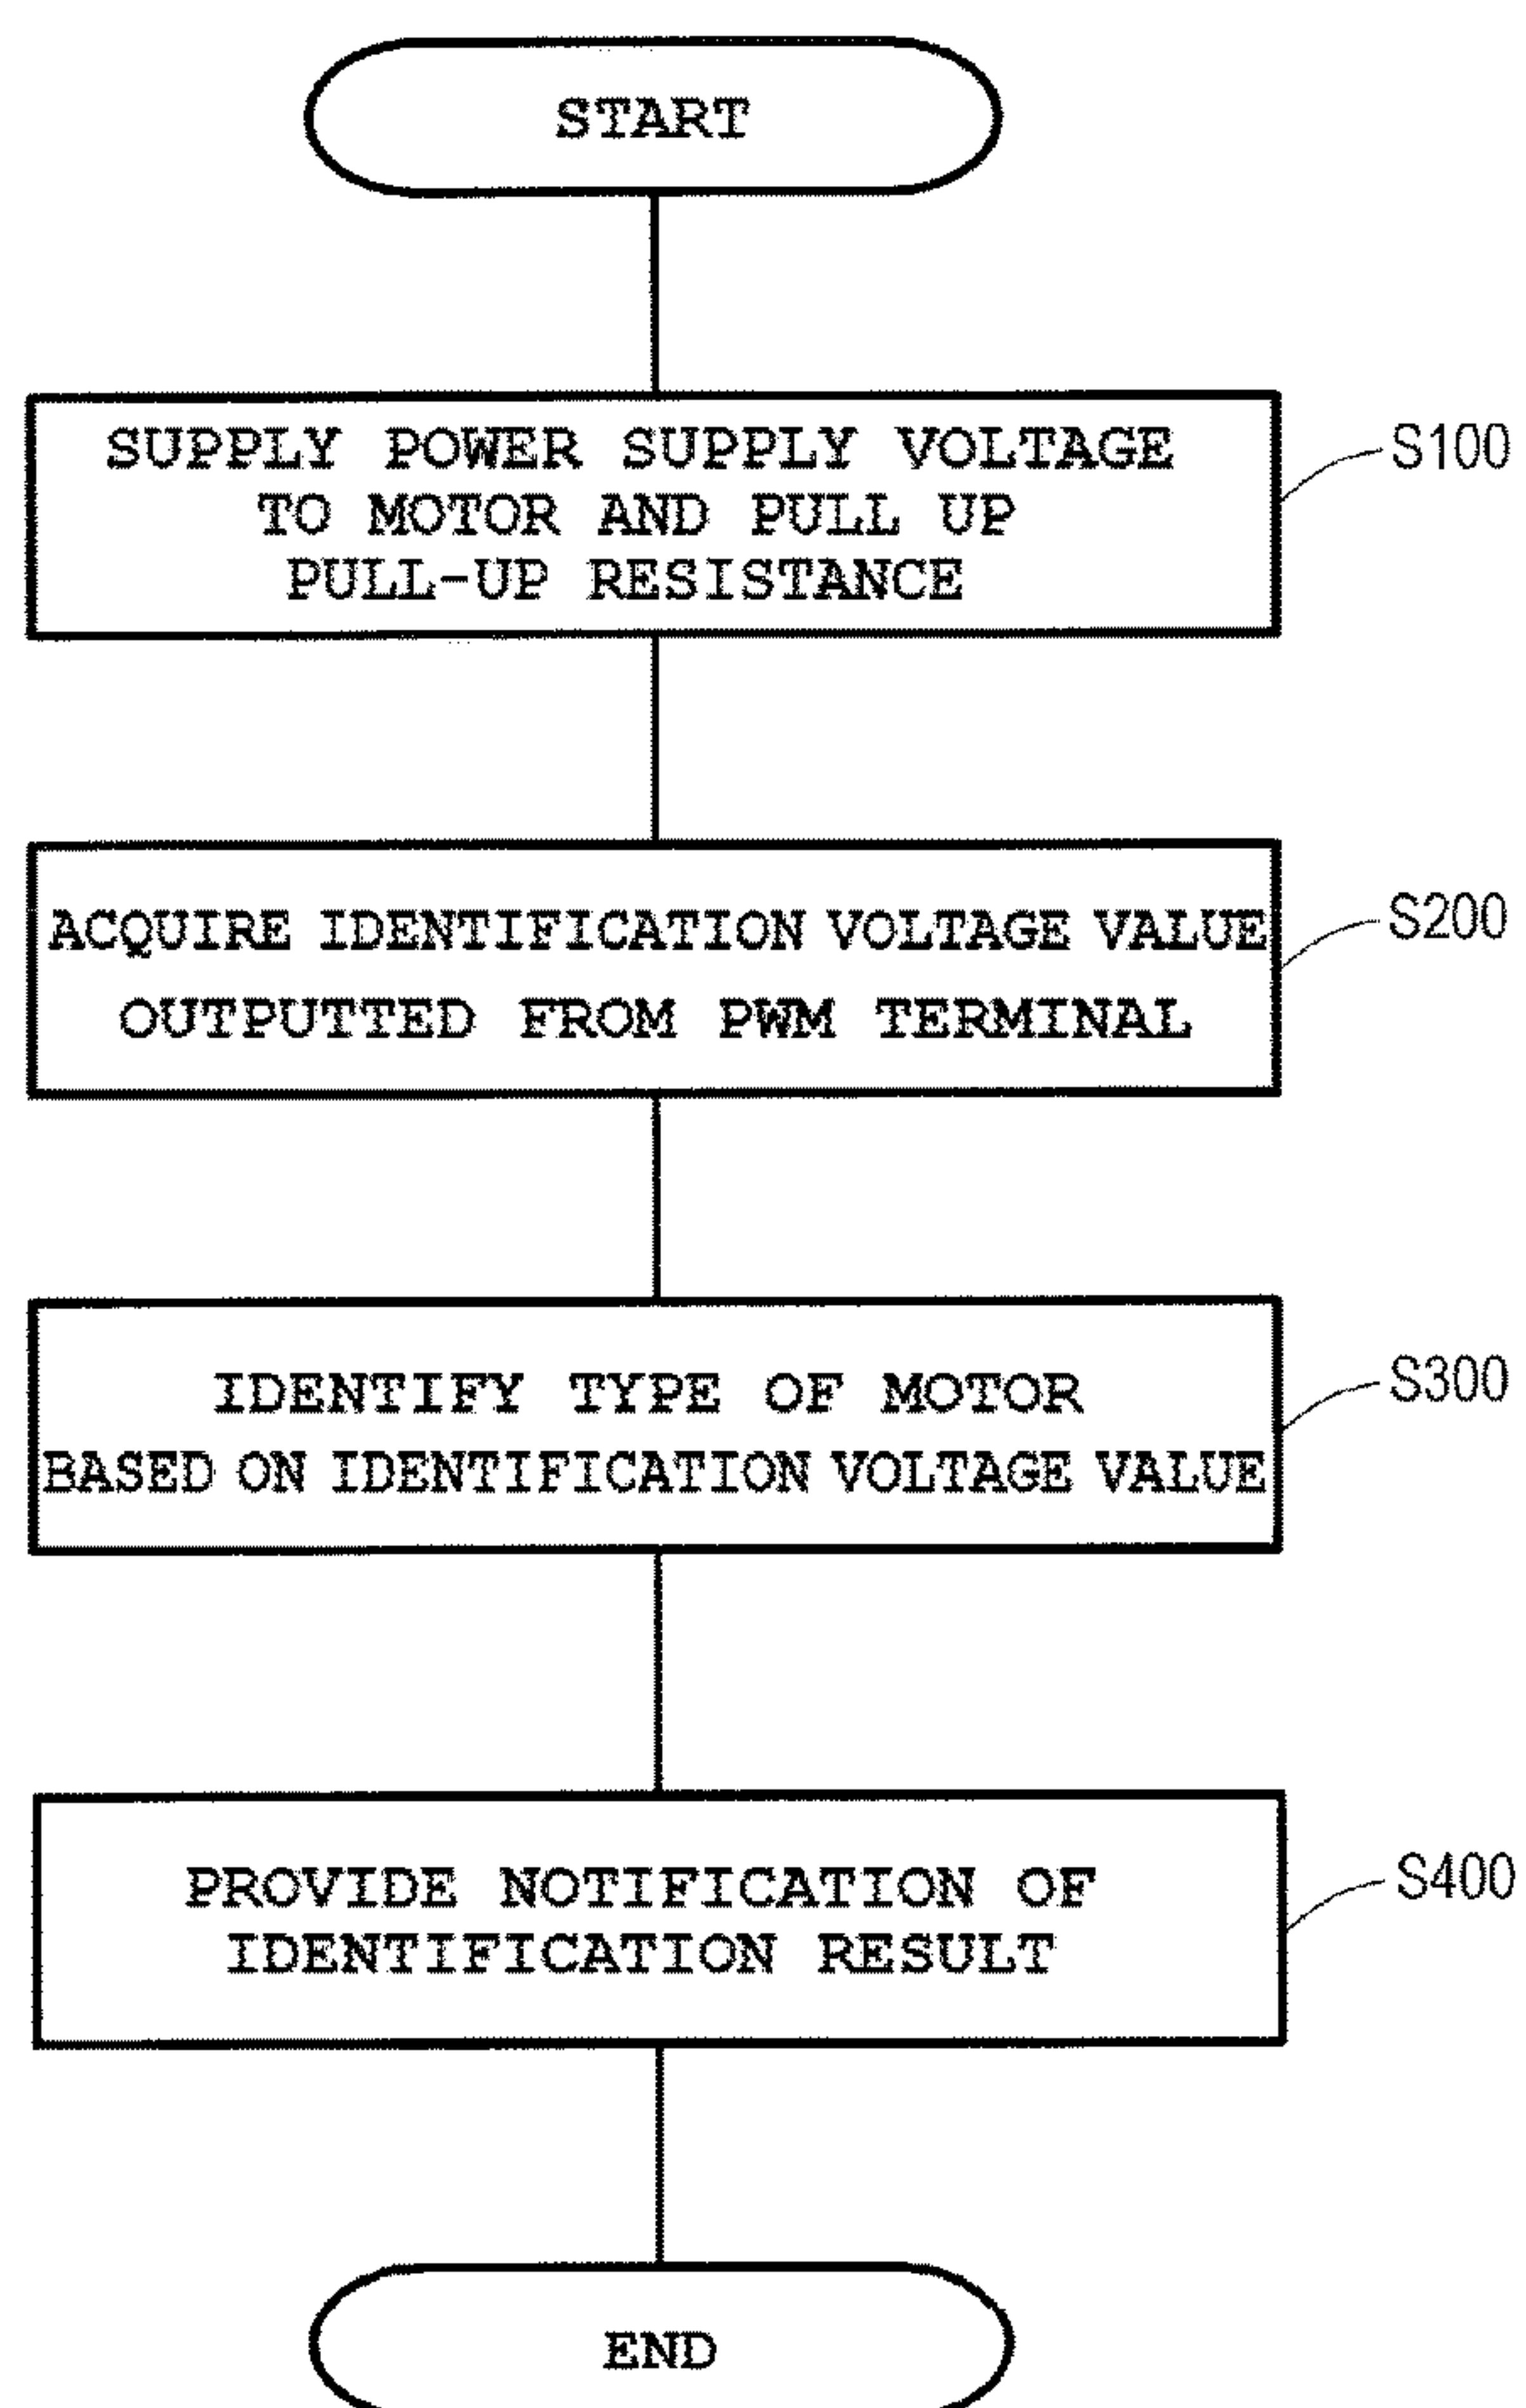 START
SUPPLY POWER SUPPLY VOLTAGE
TO MOTOR AND PULL UP
PULL-UP RESISTANCE
S100
ACQUIRE IDENTIFICATION VOLTAGE VALUE
OUTPUTTED FROM PWM TERMINAL
S200
IDENTIFY TYPE OF MOTOR
BASED ON IDENTIFICATION VOLTAGE VALUE
S300
PROVIDE NOTIFICATION OF
IDENTIFICATION RESULT
S400
END